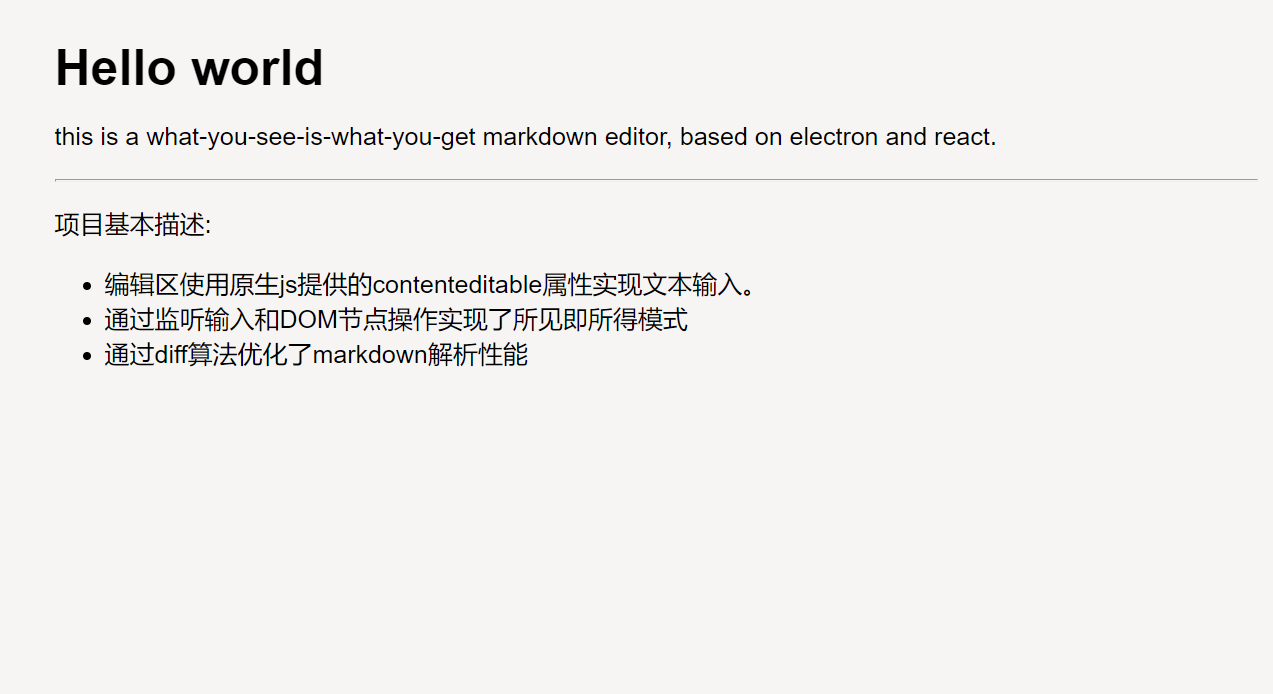 Hello world
this is a what-you-see-is-what-you-get markdown editor, based on electron and react.
项目基本描述:
编辑区使用原生js提供的contenteditable属性实现文本输入。
通过监听输入和DOM节点操作实现了所见即所得模式
通过diff算法优化了markdown解析性能